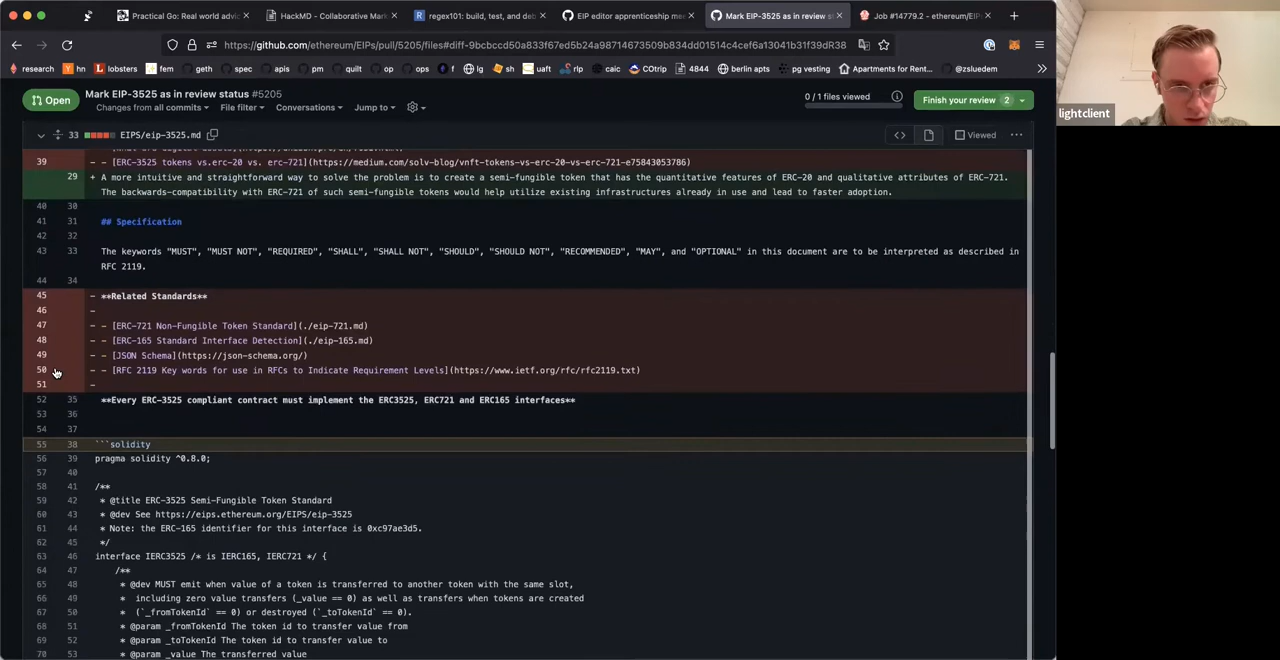 Practical Go: Real world advic
HackMD - Collaborative Mark
regex101: build, test, and deb
EIP editor apprenticeship mee
Mark EIP-3525 as in review s
Job #14779.2 - ethereum/EIPs
https://github.com/ethereum/EIPs/pull/5205/files#diff-9bcbccd50a833f67ed5b24a98714673509b834dd01514c4cef6a13041b31f39dR38
research hn lobsters fem geth spec apis pm quilt op ops f lg sh uaft rlp caic COtrip 4844 berlin apts pg vesting Apartments for Rent... @zsluedem
Open
Mark EIP-3525 as in review status #5205
Changes from all commits File filter Conversations Jump to
0 / 1 files viewed
Finish your review 2
lightclient
33 EIPS/eip-3525.md
Viewed
39 - - [ERC-3525 tokens vs.erc-20 vs. erc-721](https://medium.com/solv-blog/vnft-tokens-vs-erc-20-vs-erc-721-e75843053786)
29 + A more intuitive and straightforward way to solve the problem is to create a semi-fungible token that has the quantitative features of ERC-20 and qualitative attributes of ERC-721.
The backwards-compatibility with ERC-721 of such semi-fungible tokens would help utilize existing infrastructures already in use and lead to faster adoption.
40 30
41 31 ## Specification
42 32
43 33 The keywords "MUST", "MUST NOT", "REQUIRED", "SHALL", "SHALL NOT", "SHOULD", "SHOULD NOT", "RECOMMENDED", "MAY", and "OPTIONAL" in this document are to be interpreted as described in
RFC 2119.
44 34
45 - **Related Standards**
46 -
47 - - [ERC-721 Non-Fungible Token Standard](./eip-721.md)
48 - - [ERC-165 Standard Interface Detection](./eip-165.md)
49 - - [JSON Schema](https://json-schema.org/)
50 - - [RFC 2119 Key words for use in RFCs to Indicate Requirement Levels](https://www.ietf.org/rfc/rfc2119.txt)
51 -
52 35 **Every ERC-3525 compliant contract must implement the ERC3525, ERC721 and ERC165 interfaces**
53 36
54 37
55 38 ```solidity
56 39 pragma solidity ^0.8.0;
57 40
58 41 /**
59 42 * @title ERC-3525 Semi-Fungible Token Standard
60 43 * @dev See https://eips.ethereum.org/EIPS/eip-3525
61 44 * Note: the ERC-165 identifier for this interface is 0xc97ae3d5.
62 45 */
63 46 interface IERC3525 /* is IERC165, IERC721 */ {
64 47 /**
65 48 * @dev MUST emit when value of a token is transferred to another token with the same slot,
66 49 * including zero value transfers (_value == 0) as well as transfers when tokens are created
67 50 * (`_fromTokenId` == 0) or destroyed (`_toTokenId` == 0).
68 51 * @param _fromTokenId The token id to transfer value from
69 52 * @param _toTokenId The token id to transfer value to
70 53 * @param _value The transferred value